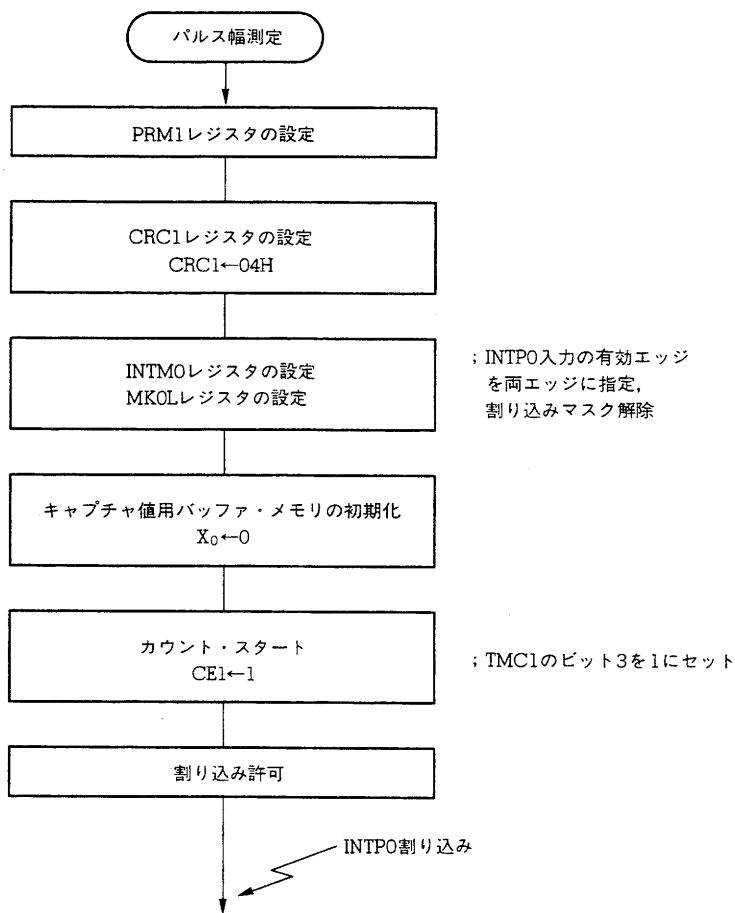 パルス幅測定
PRM1レジスタの設定
CRC1レジスタの設定
CRC1←04H
INTM0レジスタの設定
MK0Lレジスタの設定
；INTP0入力の有効エッジ
を両エッジに指定,
割り込みマスク解除
キャプチャ値用バッファ・メモリの初期化
X₀←0
カウント・スタート
CE1←1
；TMC1のビット3を1にセット
割り込み許可
INTP0割り込み